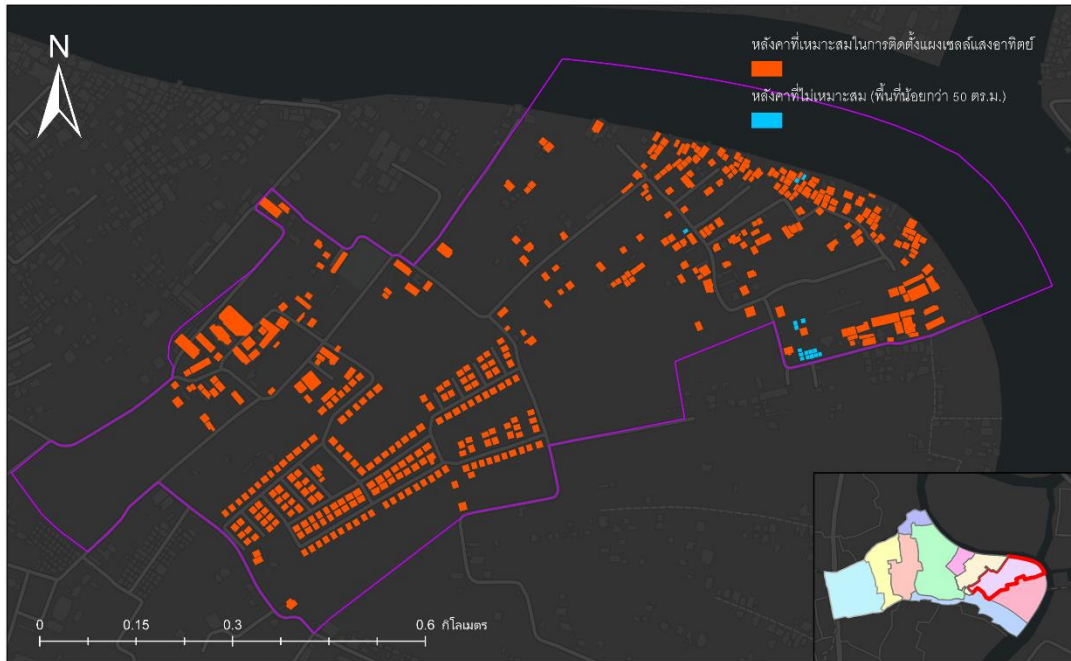 N
หลังคาที่เหมาะสมในการติดตั้งแผงเซลล์แสงอาทิตย์
หลังคาที่ไม่เหมาะสม (พื้นที่น้อยกว่า 50 ตร.ม.)
0 0.15 0.3 0.6 กิโลเมตร